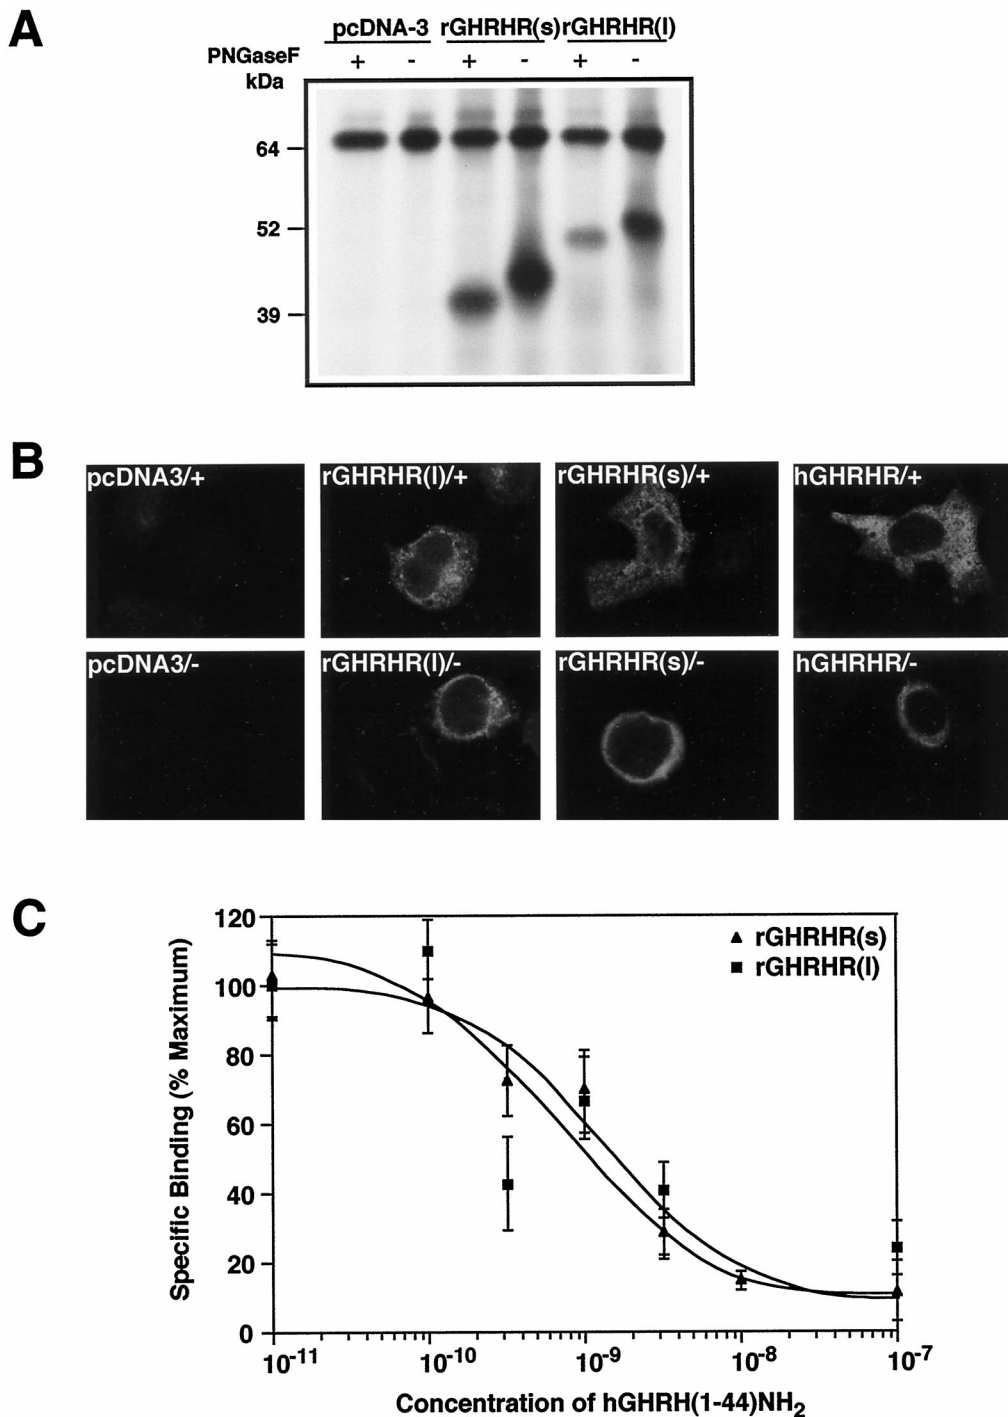 A
pcDNA-3 rGHRHR(s) rGHRHR(l)
PNGaseF + - + - + -
kDa
64
52
39
B
pcDNA3/+ rGHRHR(l)/+ rGHRHR(s)/+ hGHRHR/+
pcDNA3/- rGHRHR(l)/- rGHRHR(s)/- hGHRHR/-
C
120
100
80
60
40
20
0
Specific Binding (% Maximum)
rGHRHR(s)
rGHRHR(l)
10-11 10-10 10-9 10-8 10-7
Concentration of hGHRH(1-44)NH2